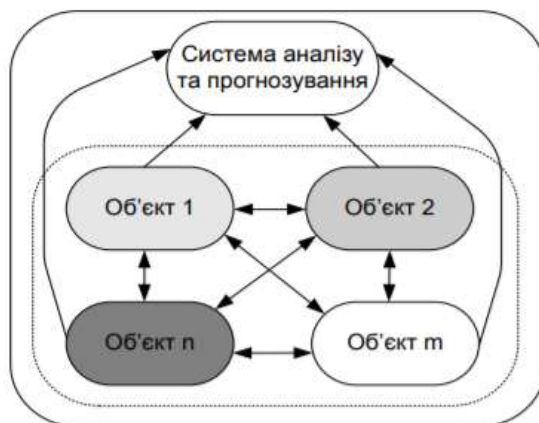 Система аналізу
та прогнозування
Об'єкт 1
Об'єкт 2
Об'єкт n
Об'єкт m